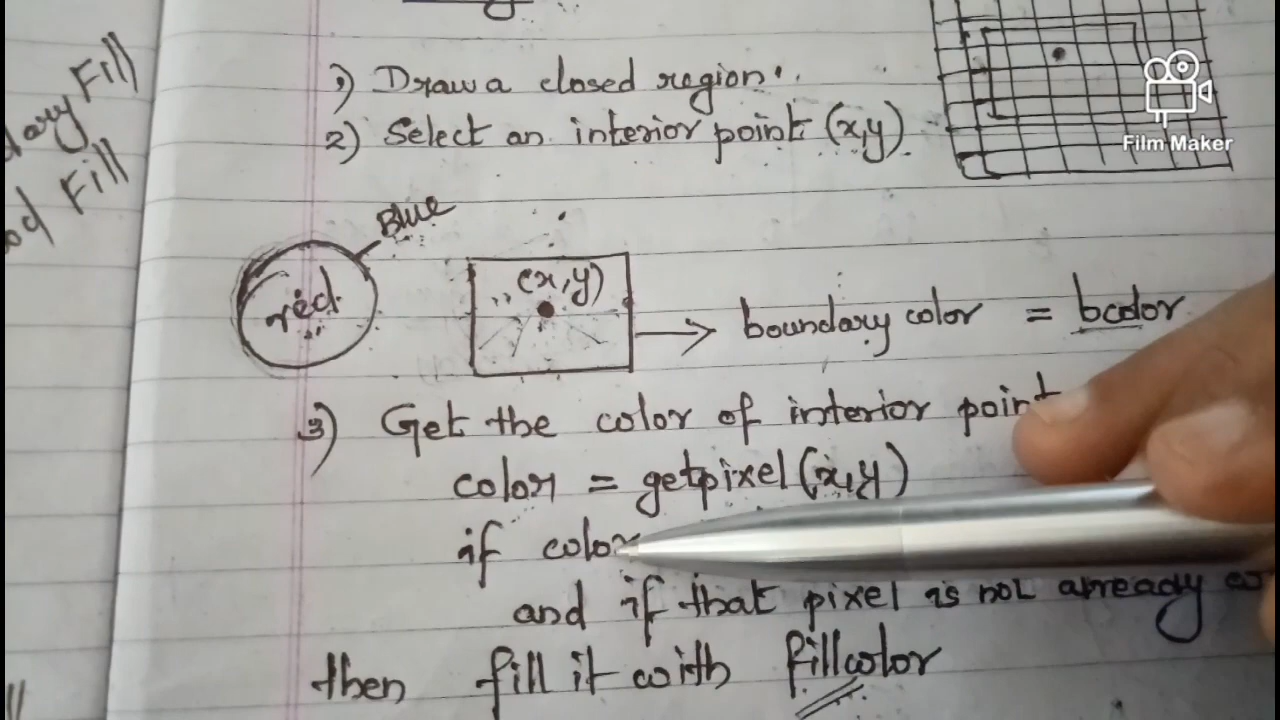 Fill
Fill
1) Draw a closed region.
2) Select an interior point (x,y)
Film Maker
Blue
red
(x,y)
boundary color = bcolor
3) Get the color of interior point
color = getpixel(x,y)
if color
and if that pixel is not already
then fill it with fillcolor